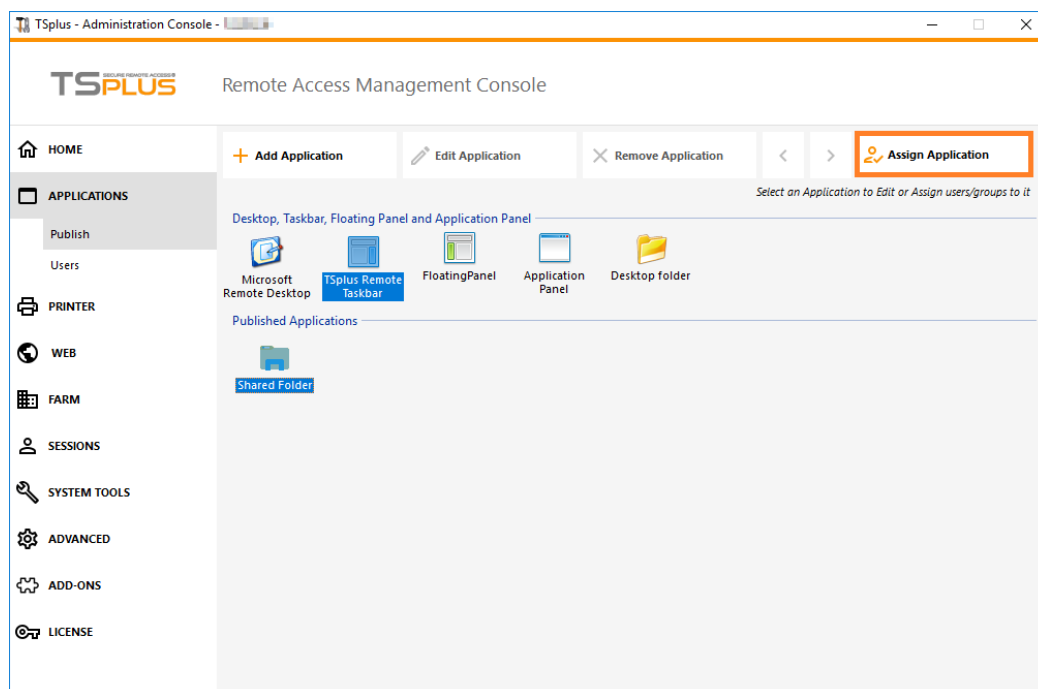 TSplus - Administration Console -
TSPLUS SECURE REMOTE ACCESS®
Remote Access Management Console
HOME
APPLICATIONS
Publish
Users
PRINTER
WEB
FARM
SESSIONS
SYSTEM TOOLS
ADVANCED
ADD-ONS
LICENSE
Add Application
Edit Application
Remove Application
<
>
Assign Application
Select an Application to Edit or Assign users/groups to it
Desktop, Taskbar, Floating Panel and Application Panel
Microsoft
Remote Desktop
TSplus Remote
Taskbar
FloatingPanel
Application
Panel
Desktop folder
Published Applications
Shared Folder